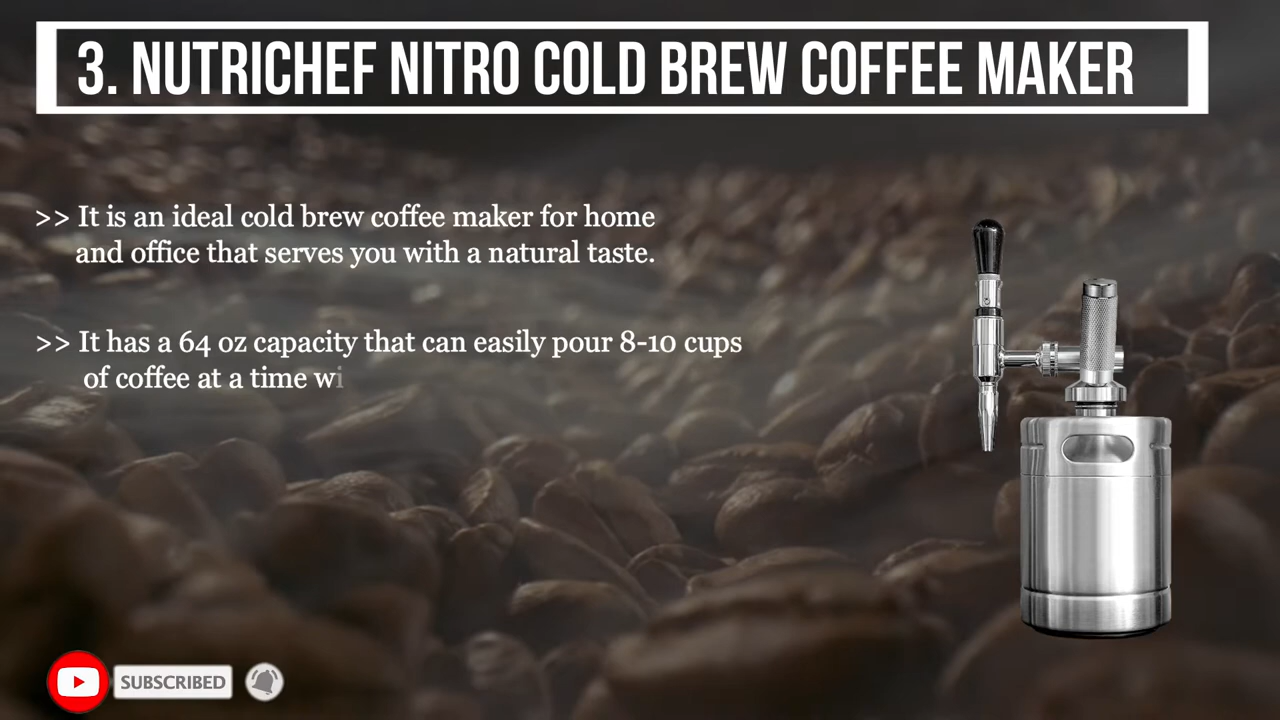 3. NUTRICHEF NITRO COLD BREW COFFEE MAKER
>> It is an ideal cold brew coffee maker for home
and office that serves you with a natural taste.
>> It has a 64 oz capacity that can easily pour 8-10 cups
of coffee at a time wi
SUBSCRIBED